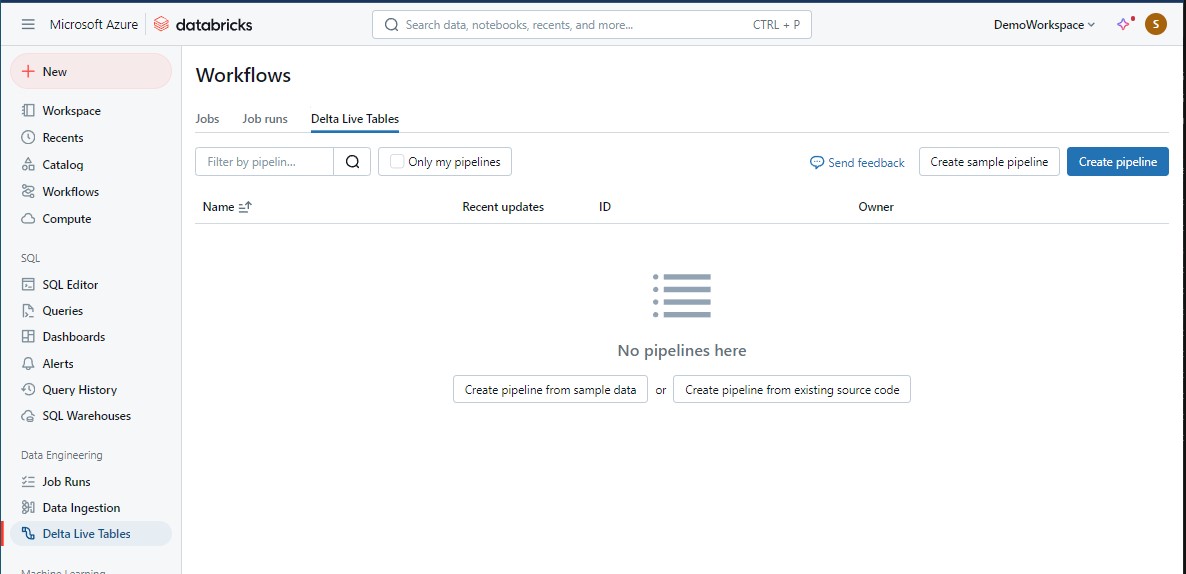 Microsoft Azure databricks Search data, notebooks, recents, and more... CTRL + P DemoWorkspace S
New
Workspace
Recents
Catalog
Workflows
Compute
SQL
SQL Editor
Queries
Dashboards
Alerts
Query History
SQL Warehouses
Data Engineering
Job Runs
Data Ingestion
Delta Live Tables
Machine Learning
Workflows
Jobs Job runs Delta Live Tables
Filter by pipelin... Only my pipelines Send feedback Create sample pipeline Create pipeline
Name Recent updates ID Owner
No pipelines here
Create pipeline from sample data or Create pipeline from existing source code